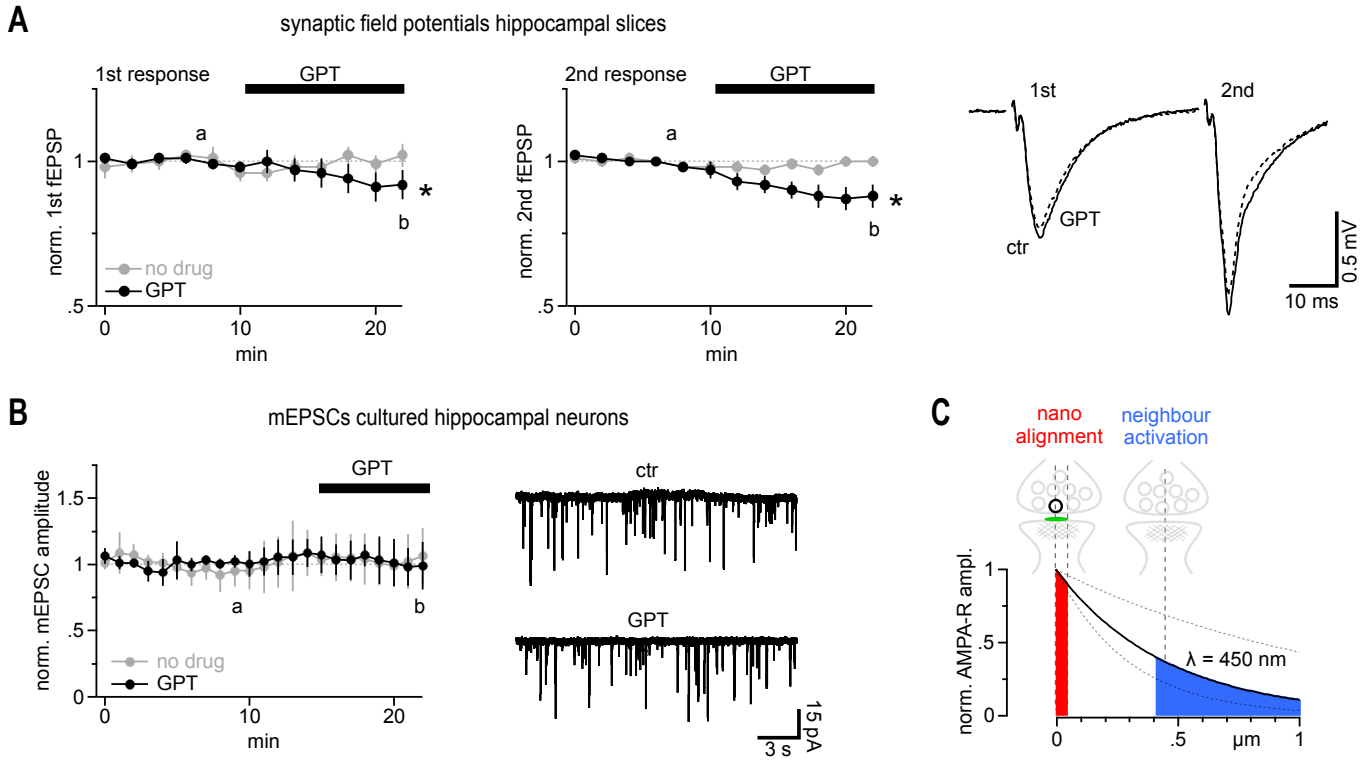 A
synaptic field potentials hippocampal slices
1st response
GPT
a
1
norm. 1st fEPSP
*
b
no drug
GPT
.5
0
10
20
min
2nd response
GPT
a
1
norm. 2nd fEPSP
*
b
.5
0
10
20
min
1st
2nd
GPT
ctr
0.5 mV
10 ms
B
mEPSCs cultured hippocampal neurons
GPT
1.5
1
0.5
0
norm. mEPSC amplitude
a
b
no drug
GPT
0
10
20
min
ctr
GPT
15 pA
3 s
C
nano
alignment
neighbour
activation
1
.5
0
norm. AMPA-R ampl.
λ = 450 nm
0
.5
µm
1